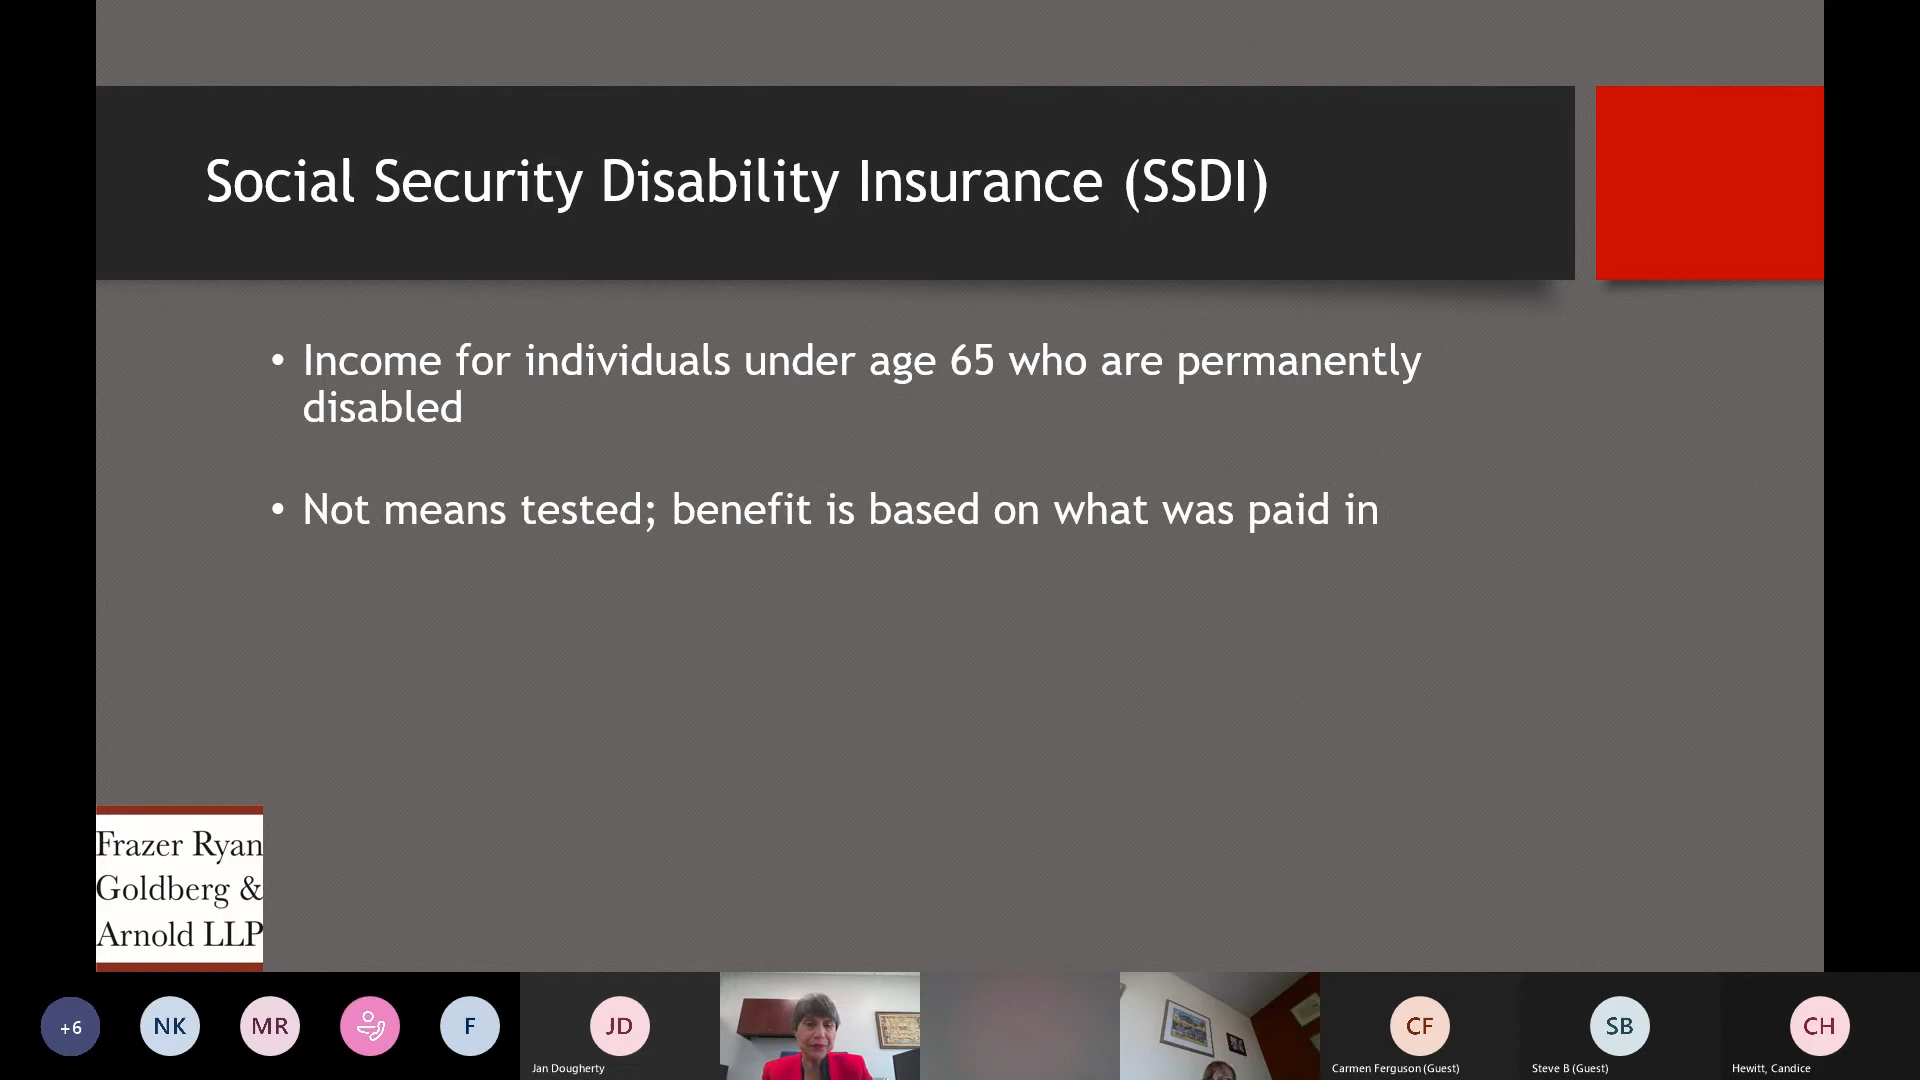 Social Security Disability Insurance (SSDI)
• Income for individuals under age 65 who are permanently
disabled
• Not means tested; benefit is based on what was paid in
Frazer Ryan
Goldberg &
Arnold LLP
+6
NK
MR
F
JD
Jan Dougherty
CF
Carmen Ferguson (Guest)
SB
Steve B (Guest)
CH
Hewitt, Candice